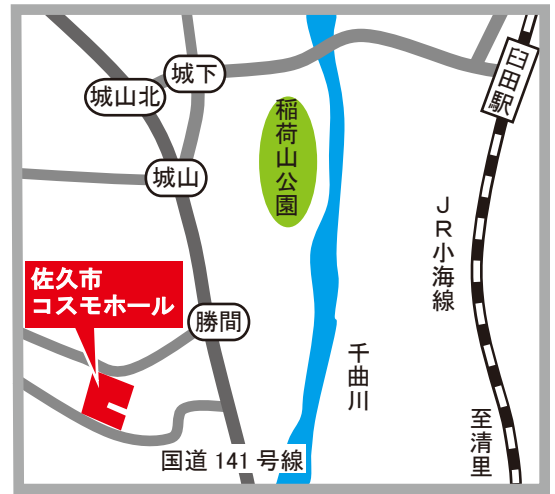 城下
臼田駅
城山北
稲荷山公園
城山
JR小海線
佐久市
コスモホール
勝間
千曲川
至清里
国道 141 号線